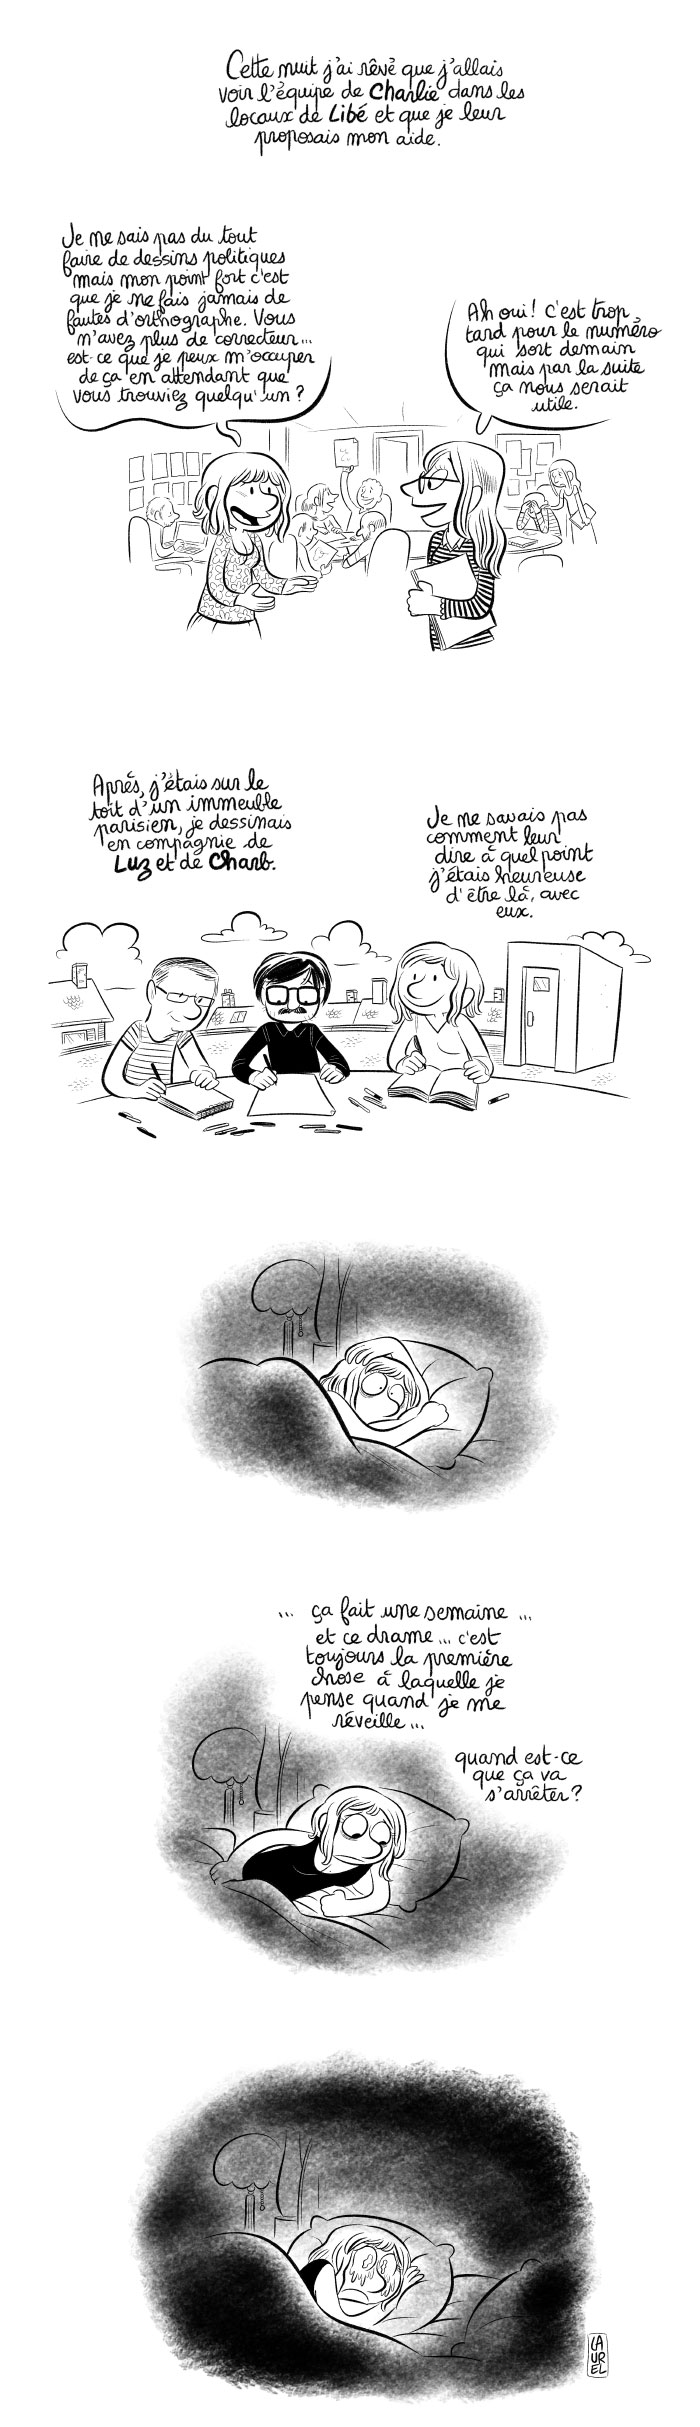 Cette nuit j'ai rêvé que j'allais
voir l'équipe de Charlie dans les
locaux de Libé et que je leur
proposais mon aide.
Je ne sais pas du tout
faire de dessins politiques
mais mon point fort c'est
que je ne fais jamais de
fautes d'orthographe. Vous
n'avez plus de correcteur...
est-ce que je peux m'occuper
de ça en attendant que
vous trouviez quelqu'un ?
Ah oui ! C'est trop
tard pour le numéro
qui sort demain
mais par la suite
ça nous serait
utile.
Après, j'étais sur le
toit d'un immeuble
parisien, je dessinais
en compagnie de
Luz et de Charb.
Je ne savais pas
comment leur
dire à quel point
j'étais heureuse
d'être là, avec
eux.
... ça fait une semaine ...
et ce drame... c'est
toujours la première
chose à laquelle je
pense quand je me
réveille...
quand est-ce
que ça va
s'arrêter ?
LA
UR
EL